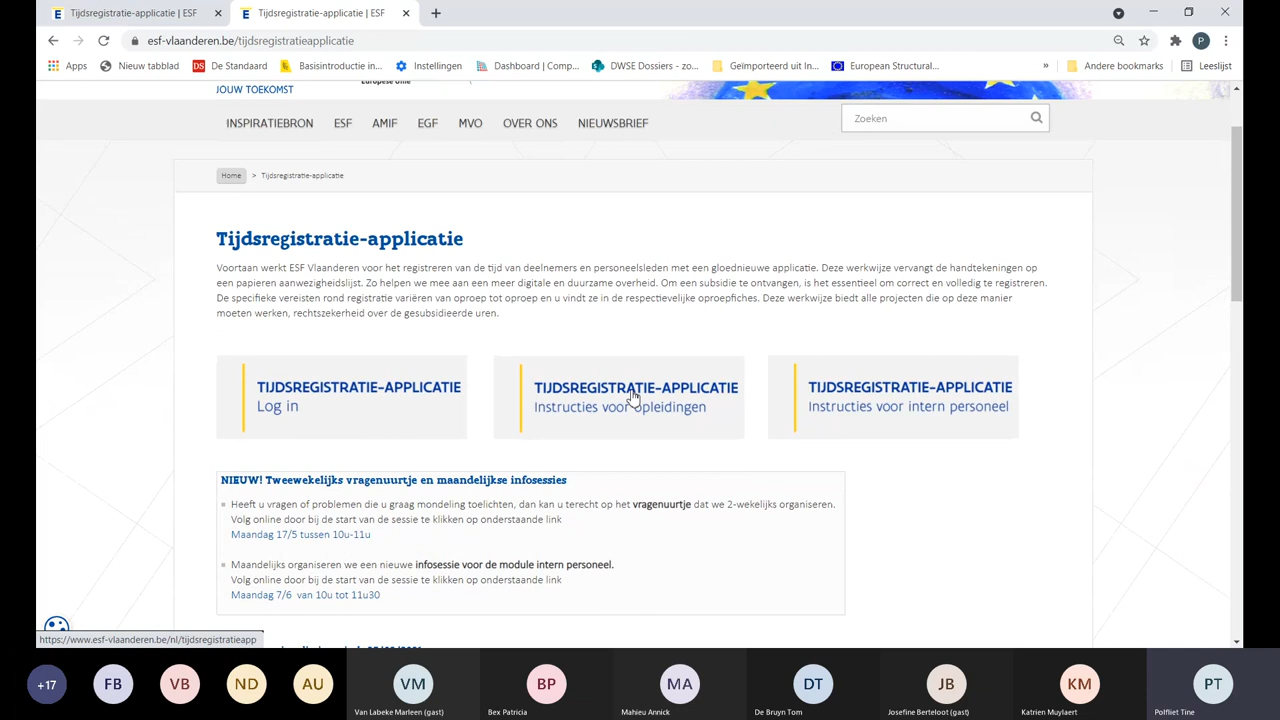 Tijdsregistratie-applicatie | ESF
Tijdsregistratie-applicatie | ESF
esf-vlaanderen.be/tijdsregistratieapplicatie
P
Apps
Nieuw tabblad
DS De Standaard
Basisintroductie in...
Instellingen
Dashboard | Comp...
DWSE Dossiers - zo...
Geïmporteerd uit In...
European Structural...
»
Andere bookmarks
Leeslijst
JOUW TOEKOMST
Europese Unie
INSPIRATIEBRON ESF AMIF EGF MVO OVER ONS NIEUWSBRIEF
Zoeken
Home > Tijdsregistratie-applicatie
Tijdsregistratie-applicatie
Voortaan werkt ESF Vlaanderen voor het registreren van de tijd van deelnemers en personeelsleden met een gloednieuwe applicatie. Deze werkwijze vervangt de handtekeningen op
een papieren aanwezigheidslijst. Zo helpen we mee aan een meer digitale en duurzame overheid. Om een subsidie te ontvangen, is het essentieel om correct en volledig te registreren.
De specifieke vereisten rond registratie variëren van oproep tot oproep en u vindt ze in de respectievelijke oproepfiches. Deze werkwijze biedt alle projecten die op deze manier
moeten werken, rechtszekerheid over de gesubsidieerde uren.
TIJDSREGISTRATIE-APPLICATIE
Log in
TIJDSREGISTRATIE-APPLICATIE
Instructies voor opleidingen
TIJDSREGISTRATIE-APPLICATIE
Instructies voor intern personeel
NIEUW! Tweewekelijks vragenuurtje en maandelijkse infosessies
Heeft u vragen of problemen die u graag mondeling toelichten, dan kan u terecht op het vragenuurtje dat we 2-wekelijks organiseren.
Volg online door bij de start van de sessie te klikken op onderstaande link
Maandag 17/5 tussen 10u-11u
Maandelijks organiseren we een nieuwe infosessie voor de module intern personeel.
Volg online door bij de start van de sessie te klikken op onderstaande link
Maandag 7/6 van 10u tot 11u30
https://www.esf-vlaanderen.be/nl/tijdsregistratieapp
+17
FB
VB
ND
AU
VM
Van Labeke Marleen (gast)
BP
Bex Patricia
MA
Mahieu Annick
DT
De Bruyn Tom
JB
Josefine Berteloot (gast)
KM
Katrien Muylaert
PT
Polfliet Tine